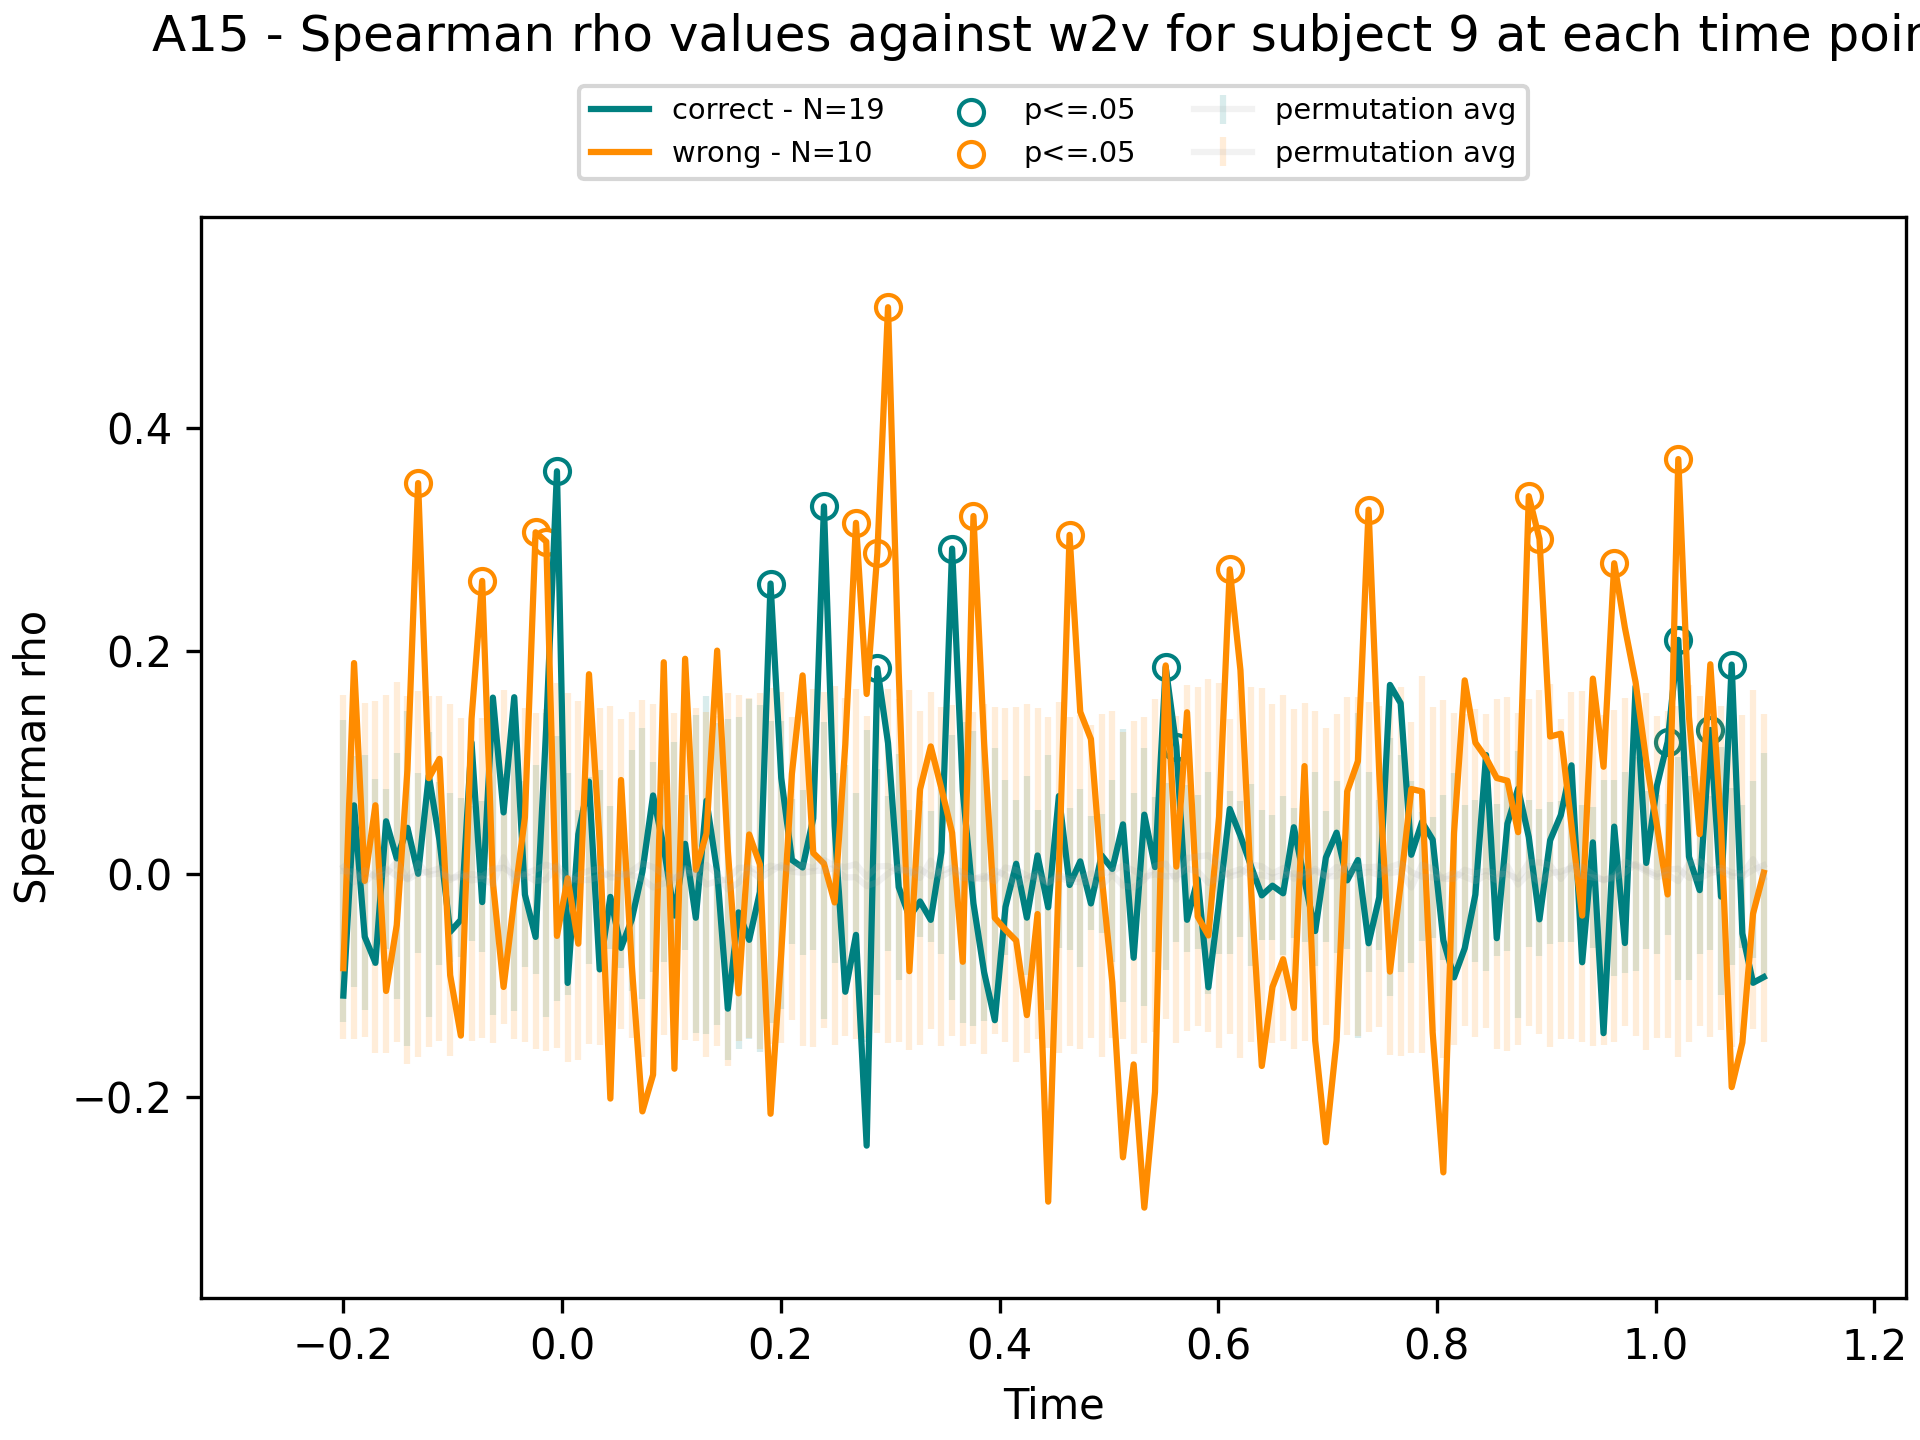 A15 - Spearman rho values against w2v for subject 9 at each time poin
correct - N=19
wrong - N=10
p<=.05
p<=.05
permutation avg
permutation avg
Spearman rho
0.4
0.2
0.0
−0.2
−0.2 0.0 0.2 0.4 0.6 0.8 1.0 1.2
Time